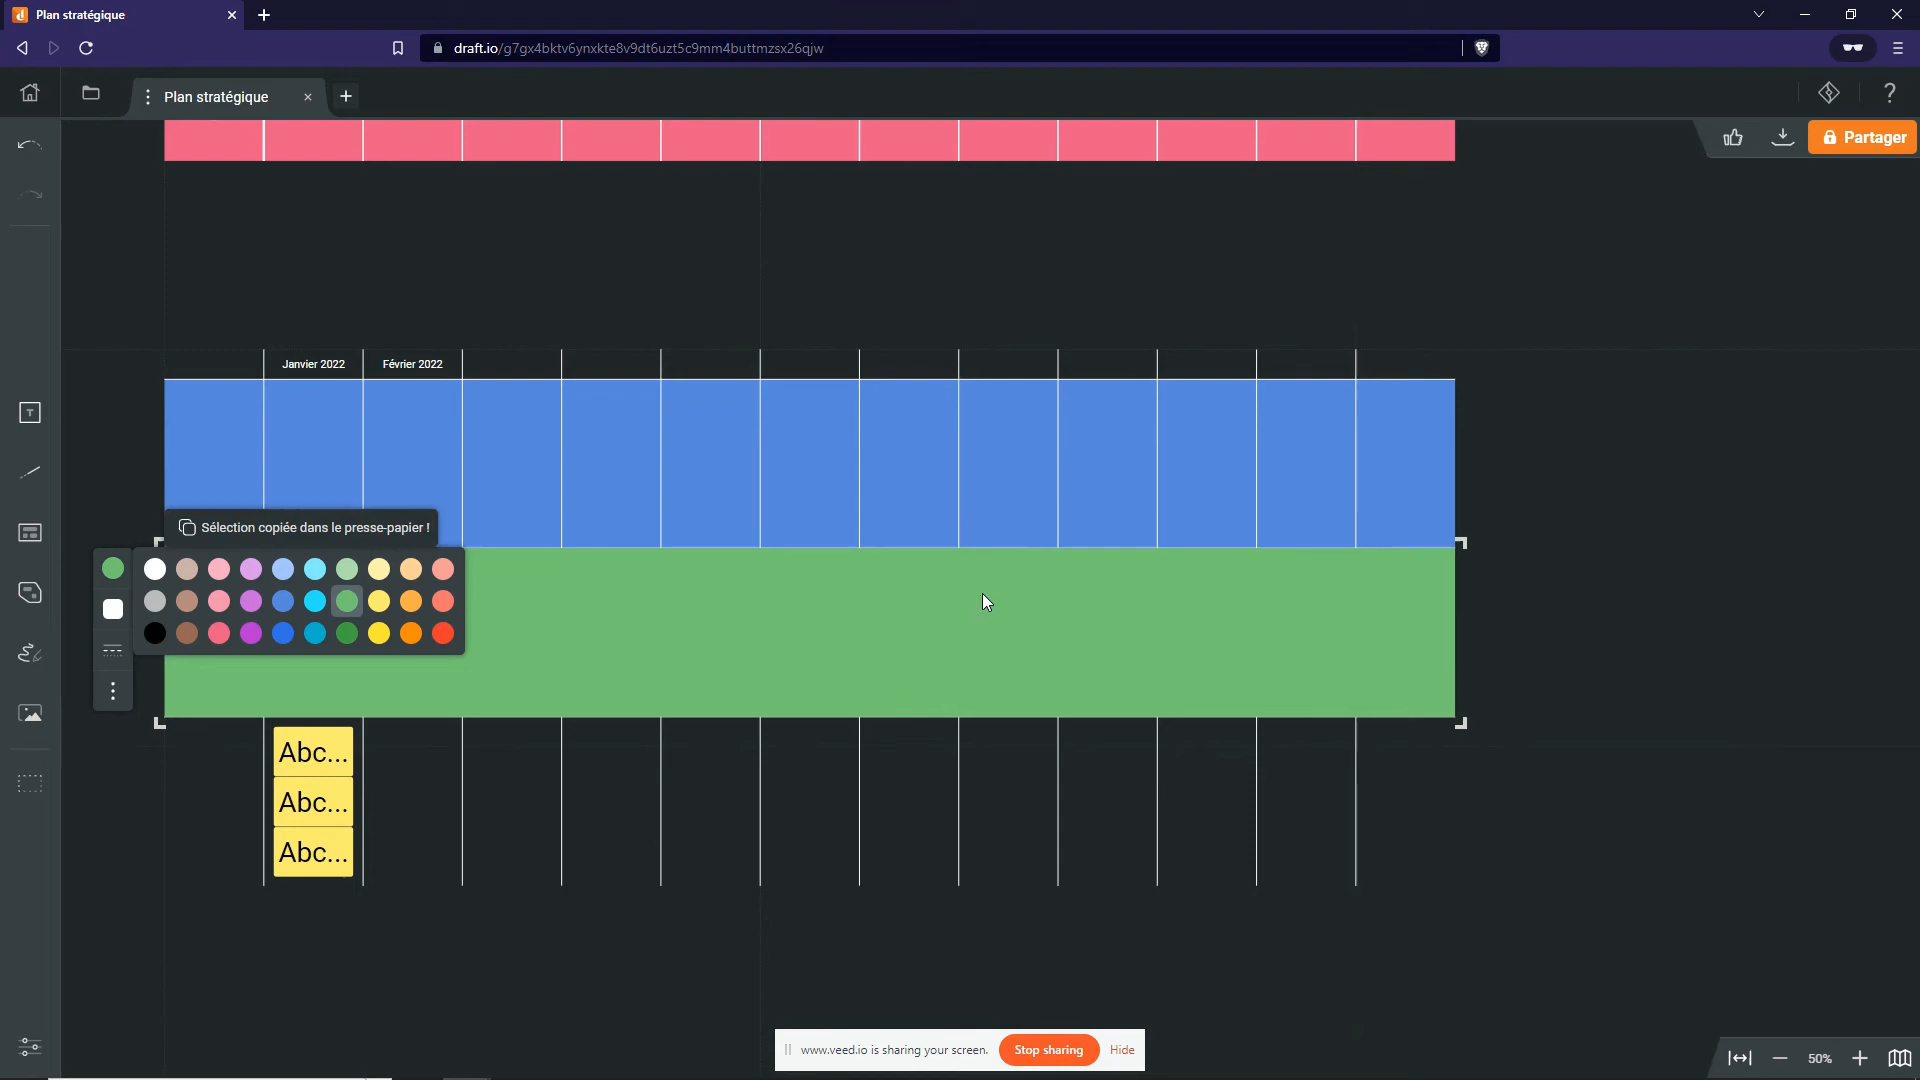 Plan stratégique
draft.io/g7gx4bktv6ynxkte8v9dt6uzt5c9mm4buttmzsx26qjw
Plan stratégique
Partager
Janvier 2022
Février 2022
Sélection copiée dans le presse-papier !
Abc...
Abc...
Abc...
www.veed.io is sharing your screen.
Stop sharing
Hide
50%